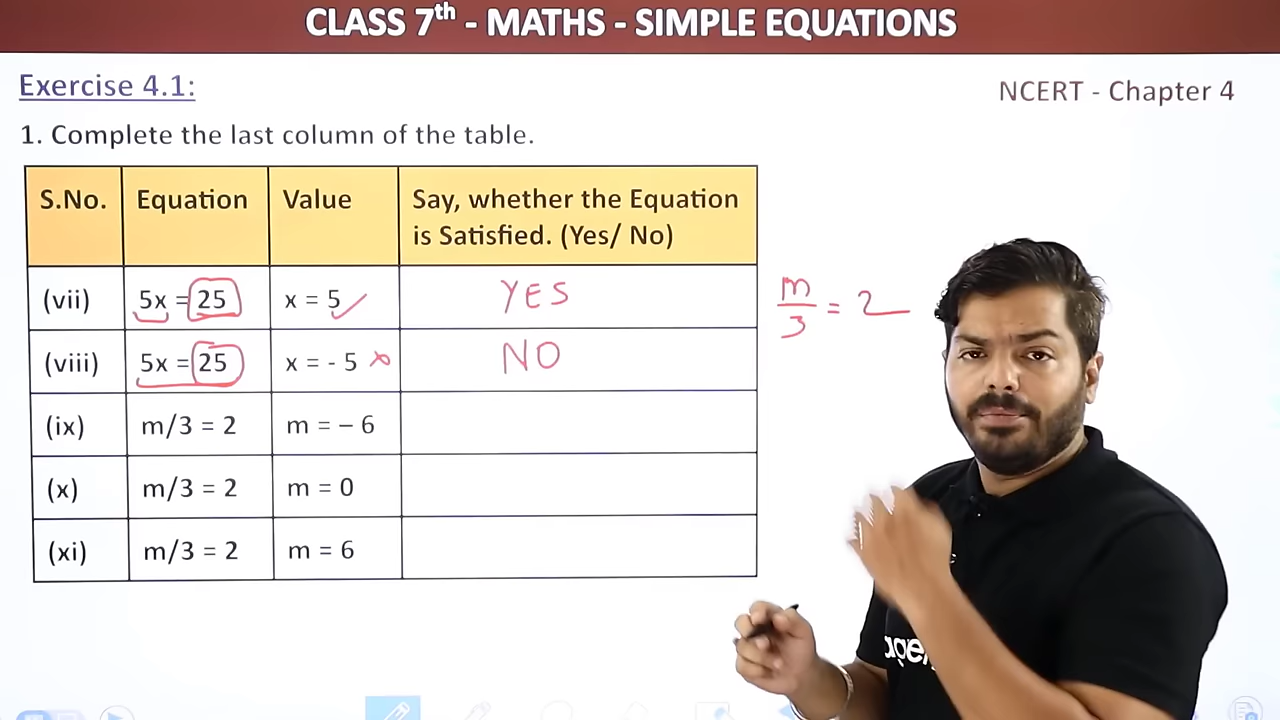 CLASS 7th - MATHS - SIMPLE EQUATIONS
Exercise 4.1:
NCERT - Chapter 4
1. Complete the last column of the table.
S.No. Equation Value Say, whether the Equation
is Satisfied. (Yes/ No)
(vii) 5x = 25 x = 5 YES
(viii) 5x = 25 x = - 5 NO
(ix) m/3 = 2 m = – 6
(x) m/3 = 2 m = 0
(xi) m/3 = 2 m = 6
m/3 = 2